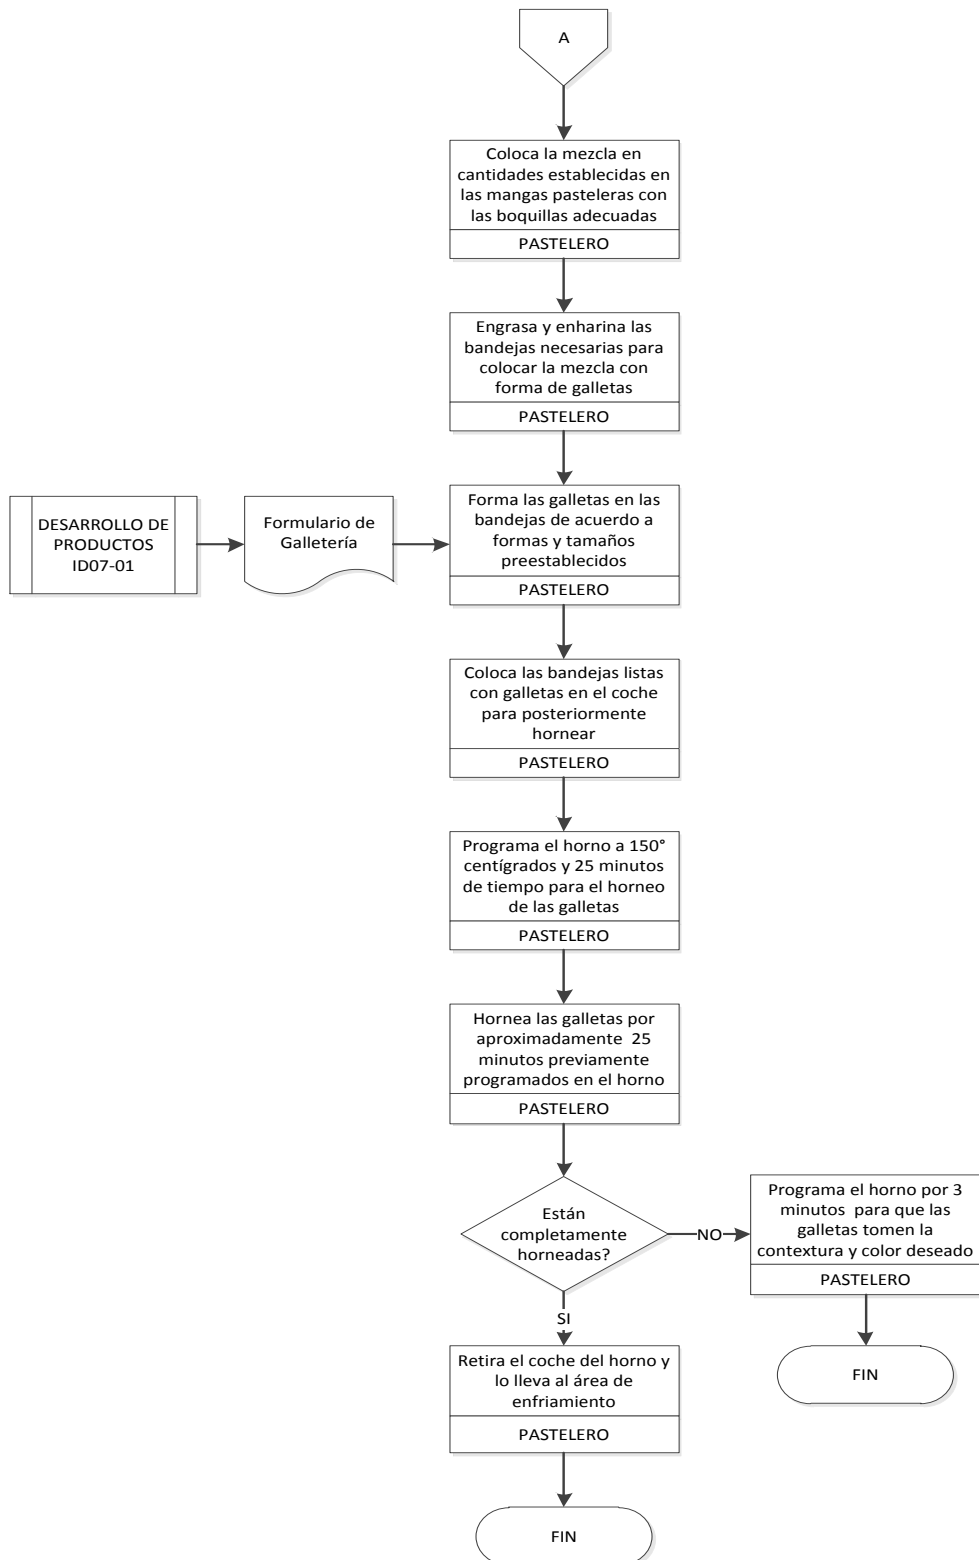 A
Coloca la mezcla en
cantidades establecidas en
las mangas pasteleras con
las boquillas adecuadas
PASTELERO
Engrasa y enharina las
bandejas necesarias para
colocar la mezcla con
forma de galletas
PASTELERO
DESARROLLO DE
PRODUCTOS
ID07-01
Formulario de
Galletería
Forma las galletas en las
bandejas de acuerdo a
formas y tamaños
preestablecidos
PASTELERO
Coloca las bandejas listas
con galletas en el coche
para posteriormente
hornear
PASTELERO
Programa el horno a 150°
centígrados y 25 minutos
de tiempo para el horneo
de las galletas
PASTELERO
Hornea las galletas por
aproximadamente 25
minutos previamente
programados en el horno
PASTELERO
Están
completamente
horneadas?
NO
Programa el horno por 3
minutos para que las
galletas tomen la
contextura y color deseado
PASTELERO
FIN
SI
Retira el coche del horno y
lo lleva al área de
enfriamiento
PASTELERO
FIN